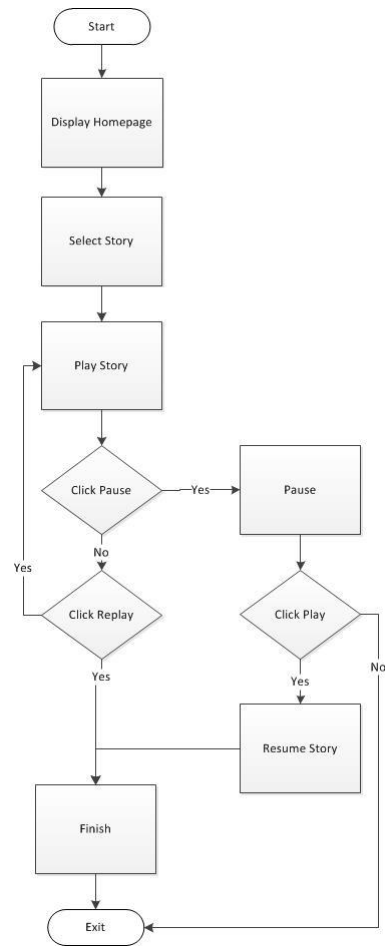 Start
Display Homepage
Select Story
Play Story
Click Pause
Yes
Pause
No
Yes
Click Replay
Click Play
No
Yes
Yes
Resume Story
Finish
Exit